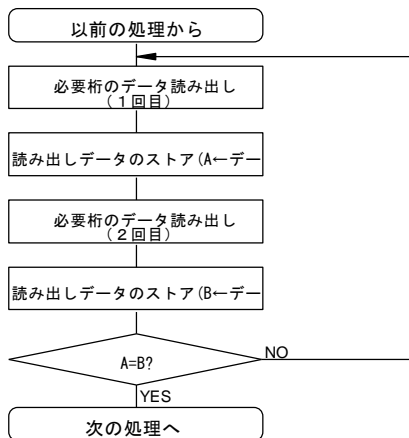 以前の処理から
必要桁のデータ読み出し
(1回目)
読み出しデータのストア(A←デー
必要桁のデータ読み出し
(2回目)
読み出しデータのストア(B←デー
A=B?
NO
YES
次の処理へ